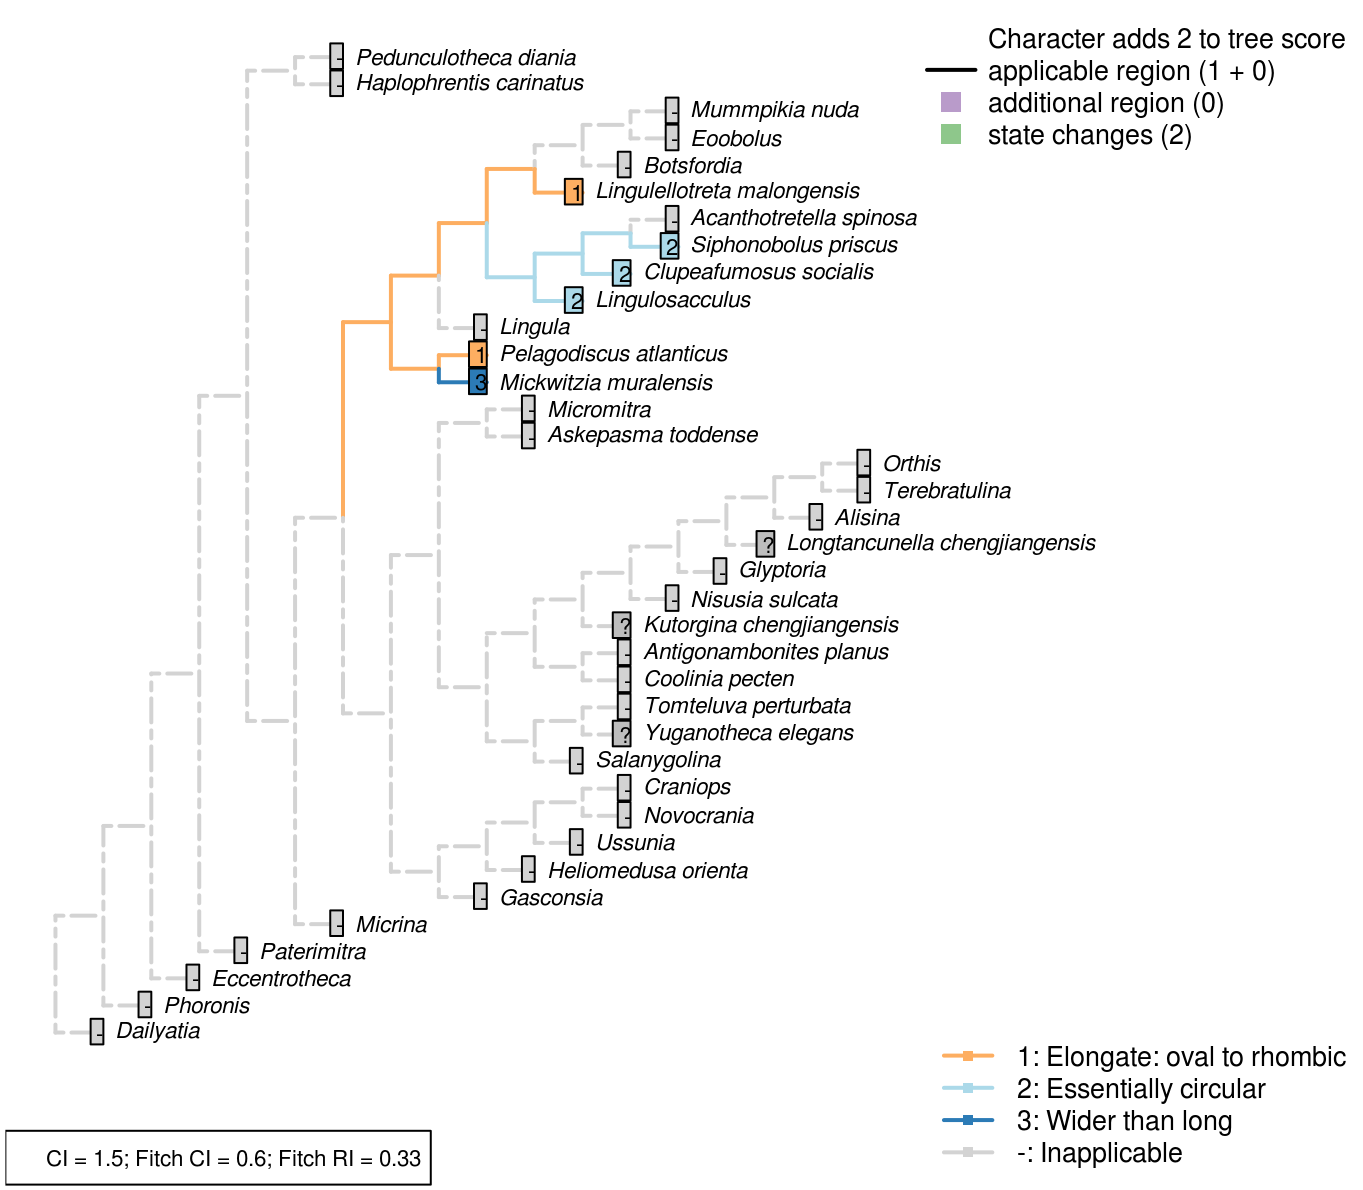 Character adds 2 to tree score
applicable region (1 + 0)
additional region (0)
state changes (2)
- Pedunculotheca diania
- Haplophrentis carinatus
- Mummpikia nuda
- Eoobolus
- Botsfordia
1 Lingulellotreta malongensis
- Acanthotretella spinosa
2 Siphonobolus priscus
2 Clupeafumosus socialis
2 Lingulosacculus
- Lingula
1 Pelagodiscus atlanticus
3 Mickwitzia muralensis
- Micromitra
- Askepasma toddense
- Orthis
- Terebratulina
- Alisina
? Longtancunella chengjiangensis
- Glyptoria
- Nisusia sulcata
? Kutorgina chengjiangensis
- Antigonambonites planus
- Coolinia pecten
- Tomteluva perturbata
? Yuganotheca elegans
- Salanygolina
- Craniops
- Novocrania
- Ussunia
- Heliomedusa orienta
- Gasconsia
- Micrina
- Paterimitra
- Eccentrotheca
- Phoronis
- Dailyatia
1: Elongate: oval to rhombic
2: Essentially circular
3: Wider than long
-: Inapplicable
CI = 1.5; Fitch CI = 0.6; Fitch RI = 0.33